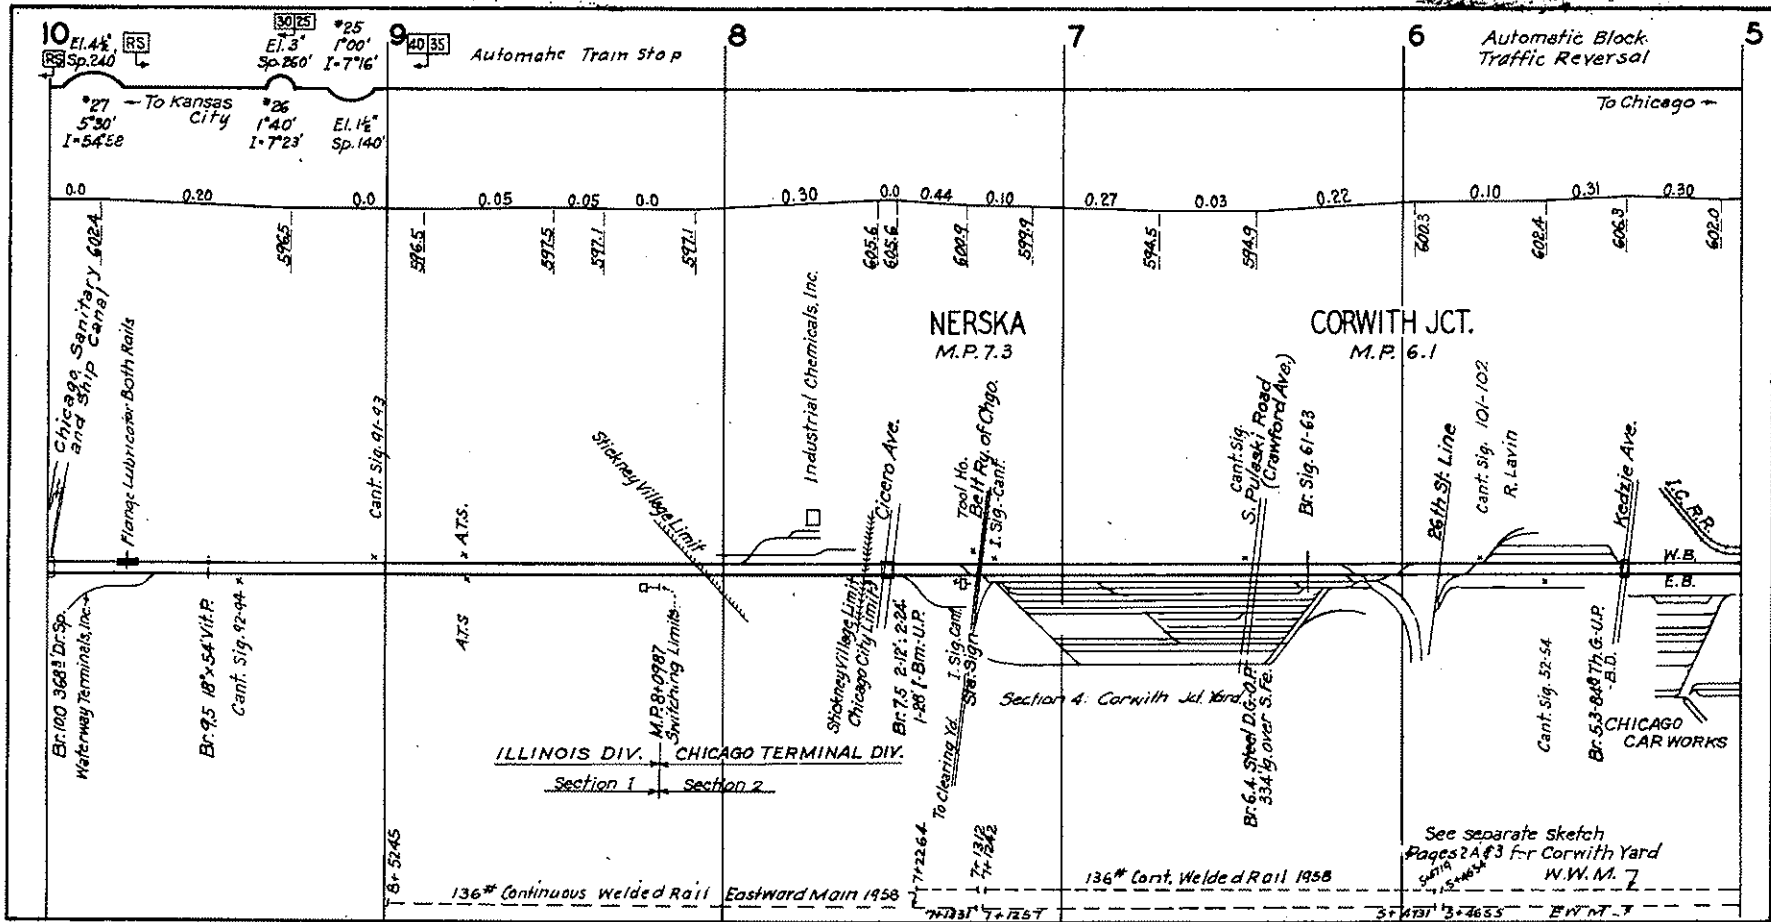 10
9
8
7
6
5
El. 4½"
Sp. 240'
RS
RS
30 25
El. 3"
Sp. 260'
#25
1°00'
I=7°16'
40 35
Automatic Train Stop
Automatic Block
Traffic Reversal
#27
5°30'
I=54°58
← To Kansas
City
#26
1°40'
I=7°23'
El. 1½"
Sp. 140'
To Chicago →
0.0
0.20
0.0
0.05
0.05
0.0
0.30
0.0
0.44
0.10
0.27
0.03
0.22
0.10
0.31
0.30
602.4
596.5
596.5
597.5
597.1
597.1
605.6
605.6
600.9
599.9
594.5
594.9
600.3
602.4
606.3
602.0
Chicago Sanitary
and Ship Canal
Flange Lubricator Both Rails
Cant. Sig. 91-93
A.T.S.
Stickney Village Limit
Industrial Chemicals, Inc.
Cicero Ave.
NERSKA
M.P. 7.3
Tool Ho.
Belt Ry. of Chgo.
I. Sig.-Cant.
CORWITH JCT.
M.P. 6.1
Cant. Sig.
S. Pulaski Road
(Crawford Ave.)
Br. Sig. 61-63
26th St. Line
Cant. Sig. 101-102
R. Lavin
Kedzie Ave.
I.C.R.R.
W.B.
E.B.
Br. 10.0 368' Dr. Sp.
Waterway Terminals, Inc.
Br. 9.5 18"x54' Vit. P.
Cant. Sig. 92-94
A.T.S
M.P. 8+0987
Switching Limits
Stickney Village Limit
Chicago City Limit
Br. 7.5 2-12'; 2-24'
1-28' I-Bm.-U.P.
I. Sig. Cant.
Sta. Sign
To Clearing Yd.
Section 4: Corwith Jct. Yard
Br. 6.4 Steel D.G.-O.P.
334' lg. over S. Fe.
Cant. Sig. 52-54
Br. 5.3-84' Th. G.-U.P.
-B.D.
CHICAGO
CAR WORKS
ILLINOIS DIV.
CHICAGO TERMINAL DIV.
Section 1
Section 2
8+5245
7+2264
7+1312
7+1242
See separate sketch
Pages 2A & 3 for Corwith Yard
W.W.M.
5+4719
5+4654
136# Continuous Welded Rail Eastward Main 1958
136# Cont. Welded Rail 1958
7+1331
7+1257
5+4731
5+4655
E W M